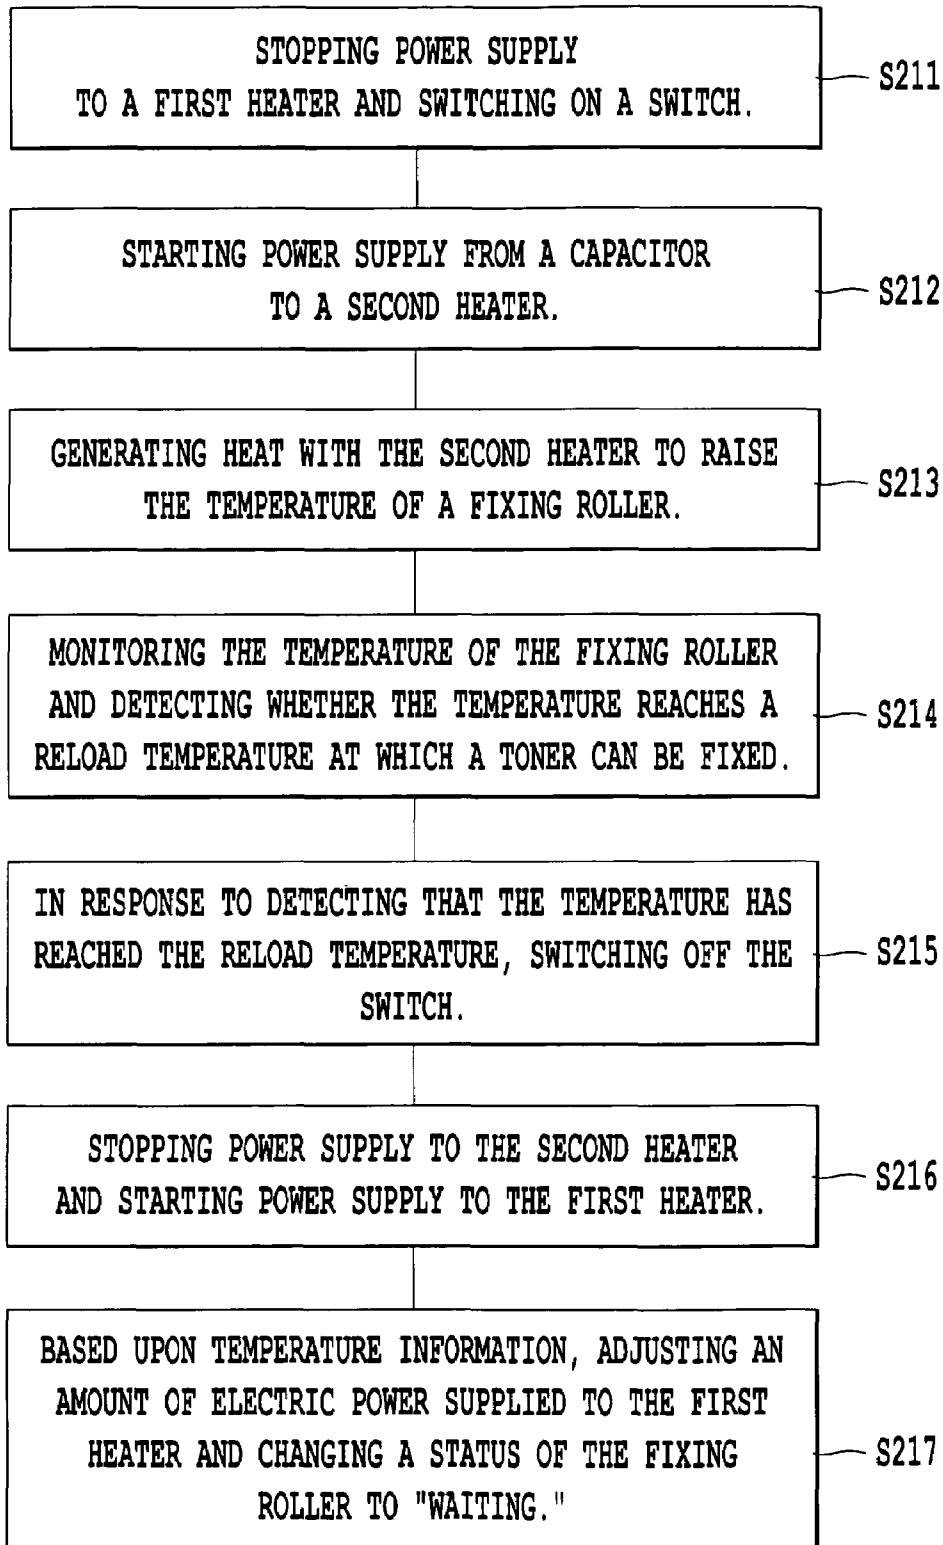 STOPPING POWER SUPPLY
TO A FIRST HEATER AND SWITCHING ON A SWITCH.
S211
STARTING POWER SUPPLY FROM A CAPACITOR
TO A SECOND HEATER.
S212
GENERATING HEAT WITH THE SECOND HEATER TO RAISE
THE TEMPERATURE OF A FIXING ROLLER.
S213
MONITORING THE TEMPERATURE OF THE FIXING ROLLER
AND DETECTING WHETHER THE TEMPERATURE REACHES A
RELOAD TEMPERATURE AT WHICH A TONER CAN BE FIXED.
S214
IN RESPONSE TO DETECTING THAT THE TEMPERATURE HAS
REACHED THE RELOAD TEMPERATURE, SWITCHING OFF THE
SWITCH.
S215
STOPPING POWER SUPPLY TO THE SECOND HEATER
AND STARTING POWER SUPPLY TO THE FIRST HEATER.
S216
BASED UPON TEMPERATURE INFORMATION, ADJUSTING AN
AMOUNT OF ELECTRIC POWER SUPPLIED TO THE FIRST
HEATER AND CHANGING A STATUS OF THE FIXING
ROLLER TO "WAITING."
S217